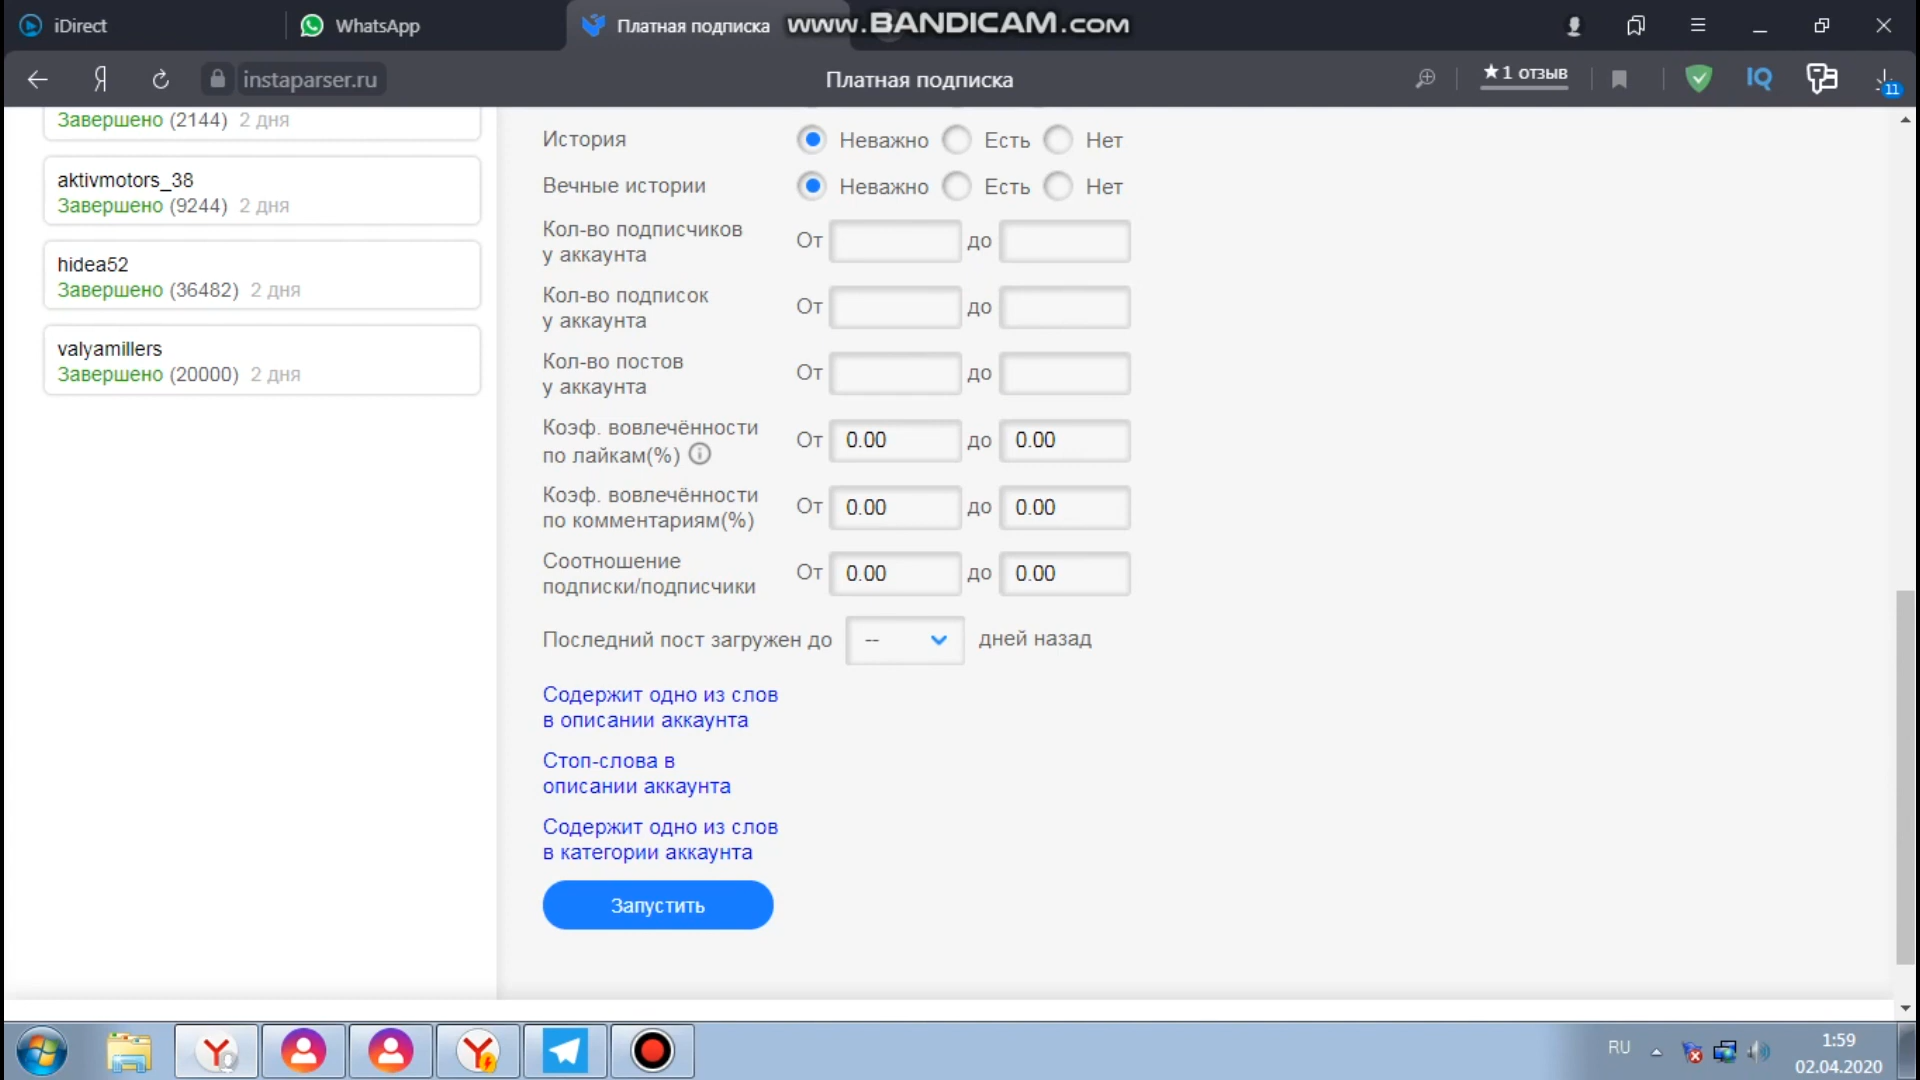 iDirect
WhatsApp
Платная подписка
www.BANDICAM.com
Я
instaparser.ru
Платная подписка
★1 отзыв
IQ
11
Завершено (2144) 2 дня
aktivmotors_38
Завершено (9244) 2 дня
hidea52
Завершено (36482) 2 дня
valyamillers
Завершено (20000) 2 дня
История Неважно Есть Нет
Вечные истории Неважно Есть Нет
Кол-во подписчиков
у аккаунта От до
Кол-во подписок
у аккаунта От до
Кол-во постов
у аккаунта От до
Коэф. вовлечённости
по лайкам(%) От 0.00 до 0.00
Коэф. вовлечённости
по комментариям(%) От 0.00 до 0.00
Соотношение
подписки/подписчики От 0.00 до 0.00
Последний пост загружен до -- дней назад
Содержит одно из слов
в описании аккаунта
Стоп-слова в
описании аккаунта
Содержит одно из слов
в категории аккаунта
Запустить
RU
1:59
02.04.2020